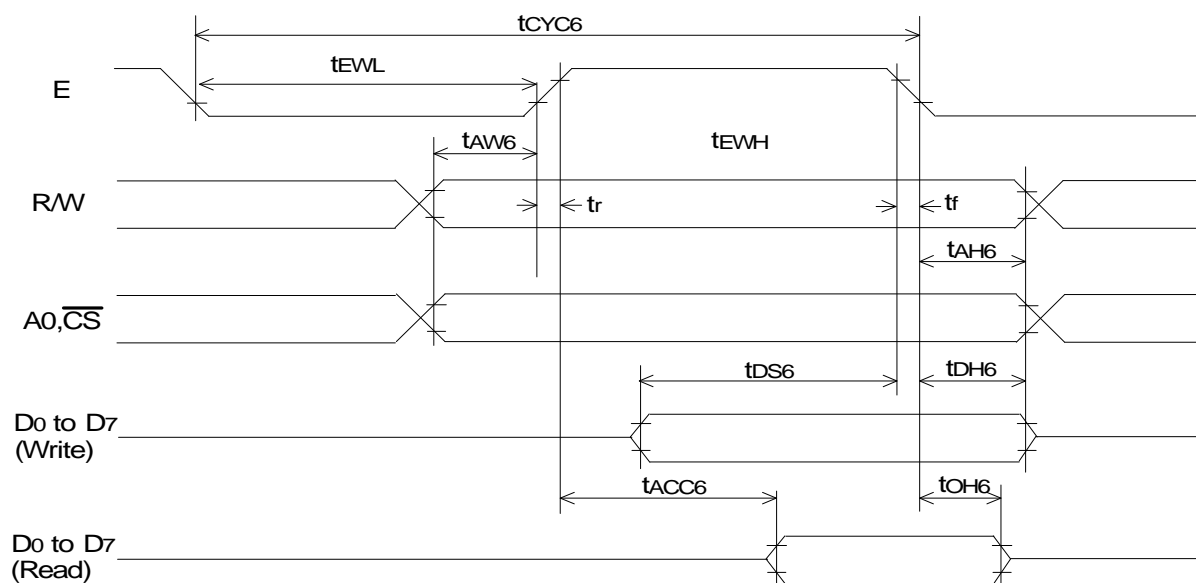 tCYC6
tEWL
E
tAW6
tEWH
R/W
tr
tf
tAH6
A0,CS
tDS6
tDH6
D0 to D7
(Write)
tACC6
tOH6
D0 to D7
(Read)